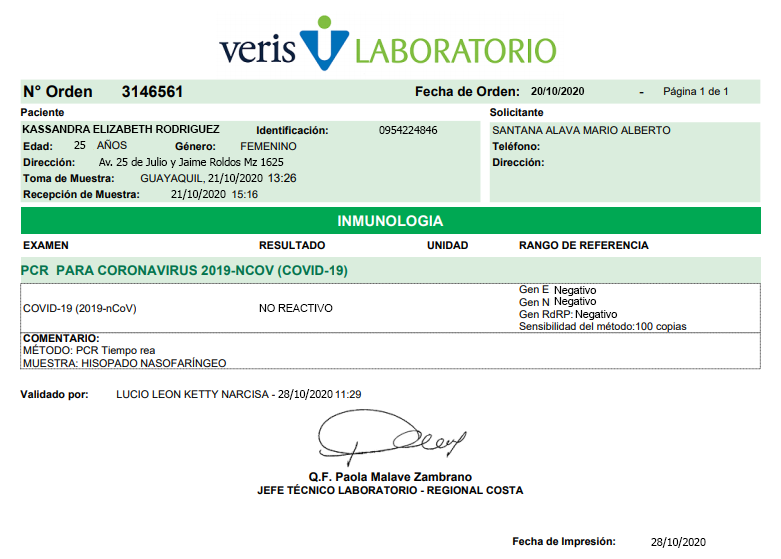 veris LABORATORIO
N° Orden 3146561 Fecha de Orden: 20/10/2020 - Página 1 de 1
Paciente Solicitante
KASSANDRA ELIZABETH RODRIGUEZ Identificación: 0954224846 SANTANA ALAVA MARIO ALBERTO
Edad: 25 AÑOS Género: FEMENINO Teléfono:
Dirección: Av. 25 de Julio y Jaime Roldos Mz 1625 Dirección:
Toma de Muestra: GUAYAQUIL, 21/10/2020 13:26
Recepción de Muestra: 21/10/2020 15:16
INMUNOLOGIA
EXAMEN RESULTADO UNIDAD RANGO DE REFERENCIA
PCR PARA CORONAVIRUS 2019-NCOV (COVID-19)
Gen E Negativo
Gen N Negativo
COVID-19 (2019-nCoV) NO REACTIVO
Gen RdRP: Negativo
Sensibilidad del método:100 copias
COMENTARIO:
MÉTODO: PCR Tiempo rea
MUESTRA: HISOPADO NASOFARÍNGEO
Validado por: LUCIO LEON KETTY NARCISA - 28/10/2020 11:29
Q.F. Paola Malave Zambrano
JEFE TÉCNICO LABORATORIO - REGIONAL COSTA
Fecha de Impresión: 28/10/2020